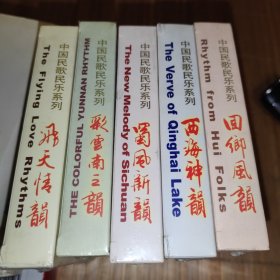 中国民歌民乐系列
The Flying Love Rhythms
飛天情韻
中国民歌民乐系列
THE COLORFUL YUNNAN RHYTHM
彩雲南之韻
中国民歌民乐系列
The New Melody of Sichuan
蜀風新韻
中国民歌民乐系列
The Verve of Qinghai Lake
西海神韻
中国民歌民乐系列
Rhythm from Hui Folks
回鄉風韻